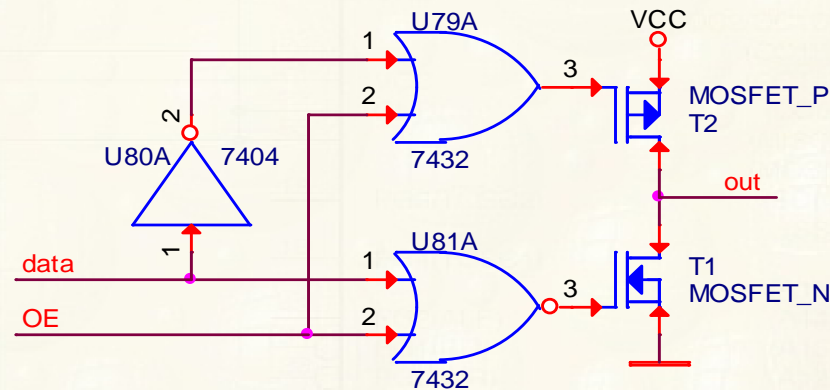 U79A
VCC
1
3
2
2
MOSFET_P
T2
U80A
7404
7432
out
1
U81A
data
1
T1
3
MOSFET_N
OE
2
7432